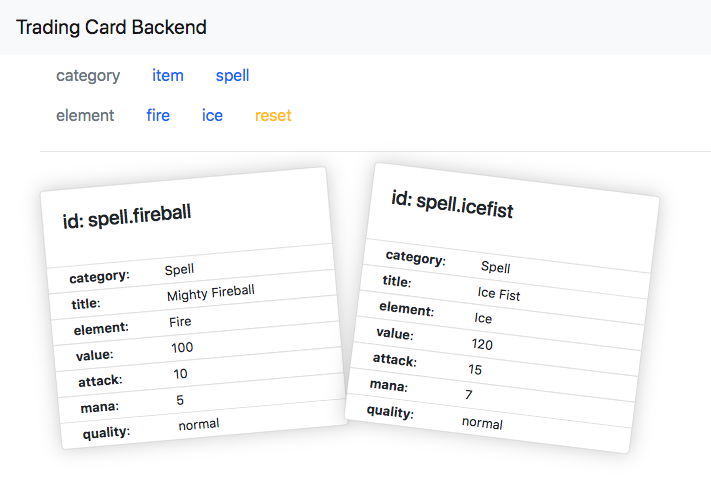 Trading Card Backend
category item spell
element fire ice reset
id: spell.fireball
category: Spell
title: Mighty Fireball
element: Fire
value: 100
attack: 10
mana: 5
quality: normal
id: spell.icefist
category: Spell
title: Ice Fist
element: Ice
value: 120
attack: 15
mana: 7
quality: normal